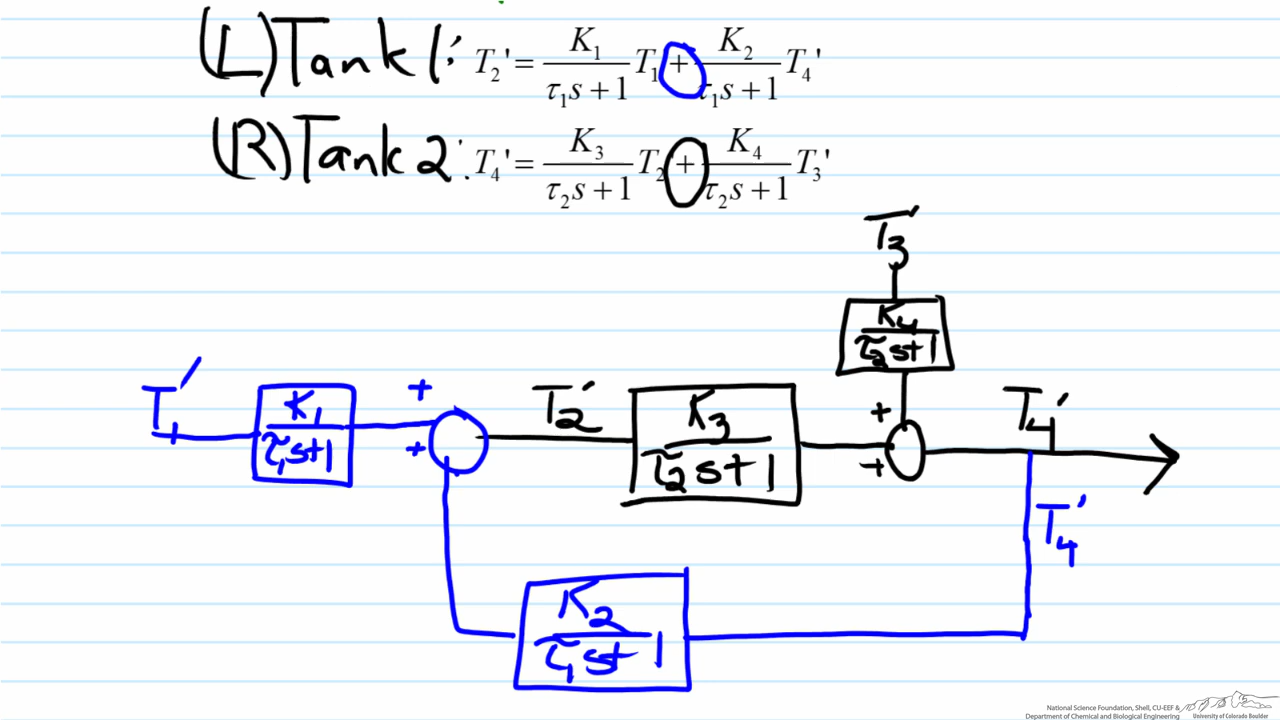 (L) Tank 1: T₂' = K₁/(τ₁s + 1) T₁ + K₂/(τ₁s + 1) T₄'
(R) Tank 2: T₄' = K₃/(τ₂s + 1) T₂ + K₄/(τ₂s + 1) T₃'
T₃'
K₄/(τ₂s+1)
T₁' K₁/(τ₁s+1) + + T₂' K₃/(τ₂s+1) + + T₄'
T₄'
K₂/(τ₁s+1)
National Science Foundation, Shell, CU-EEF &
Department of Chemical and Biological Engineering
University of Colorado Boulder